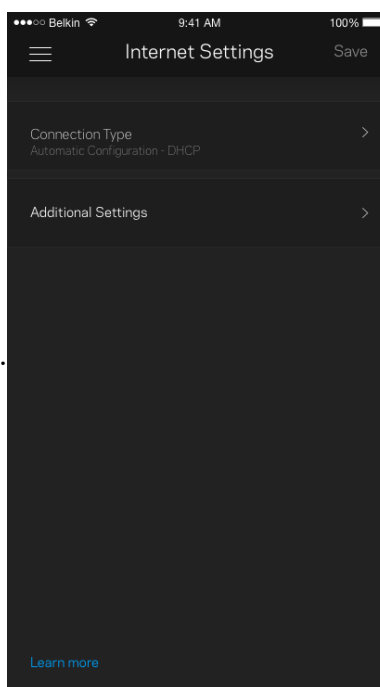 Belkin 9:41 AM 100%
Internet Settings Save
Connection Type
Automatic Configuration - DHCP
Additional Settings
Learn more